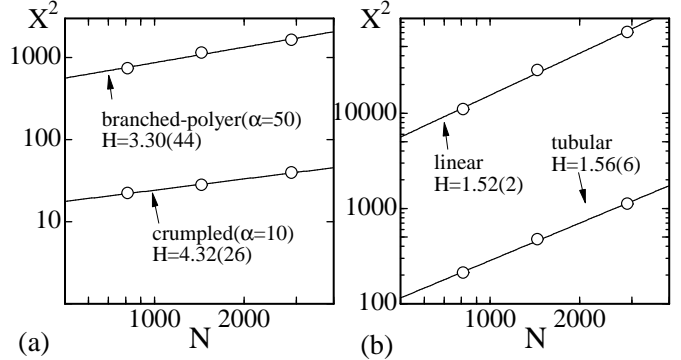 X²
1000
100
10
branched-polyer(α=50)
H=3.30(44)
crumpled(α=10)
H=4.32(26)
1000
2000
N
(a)
X²
10000
1000
100
linear
H=1.52(2)
tubular
H=1.56(6)
1000
2000
N
(b)